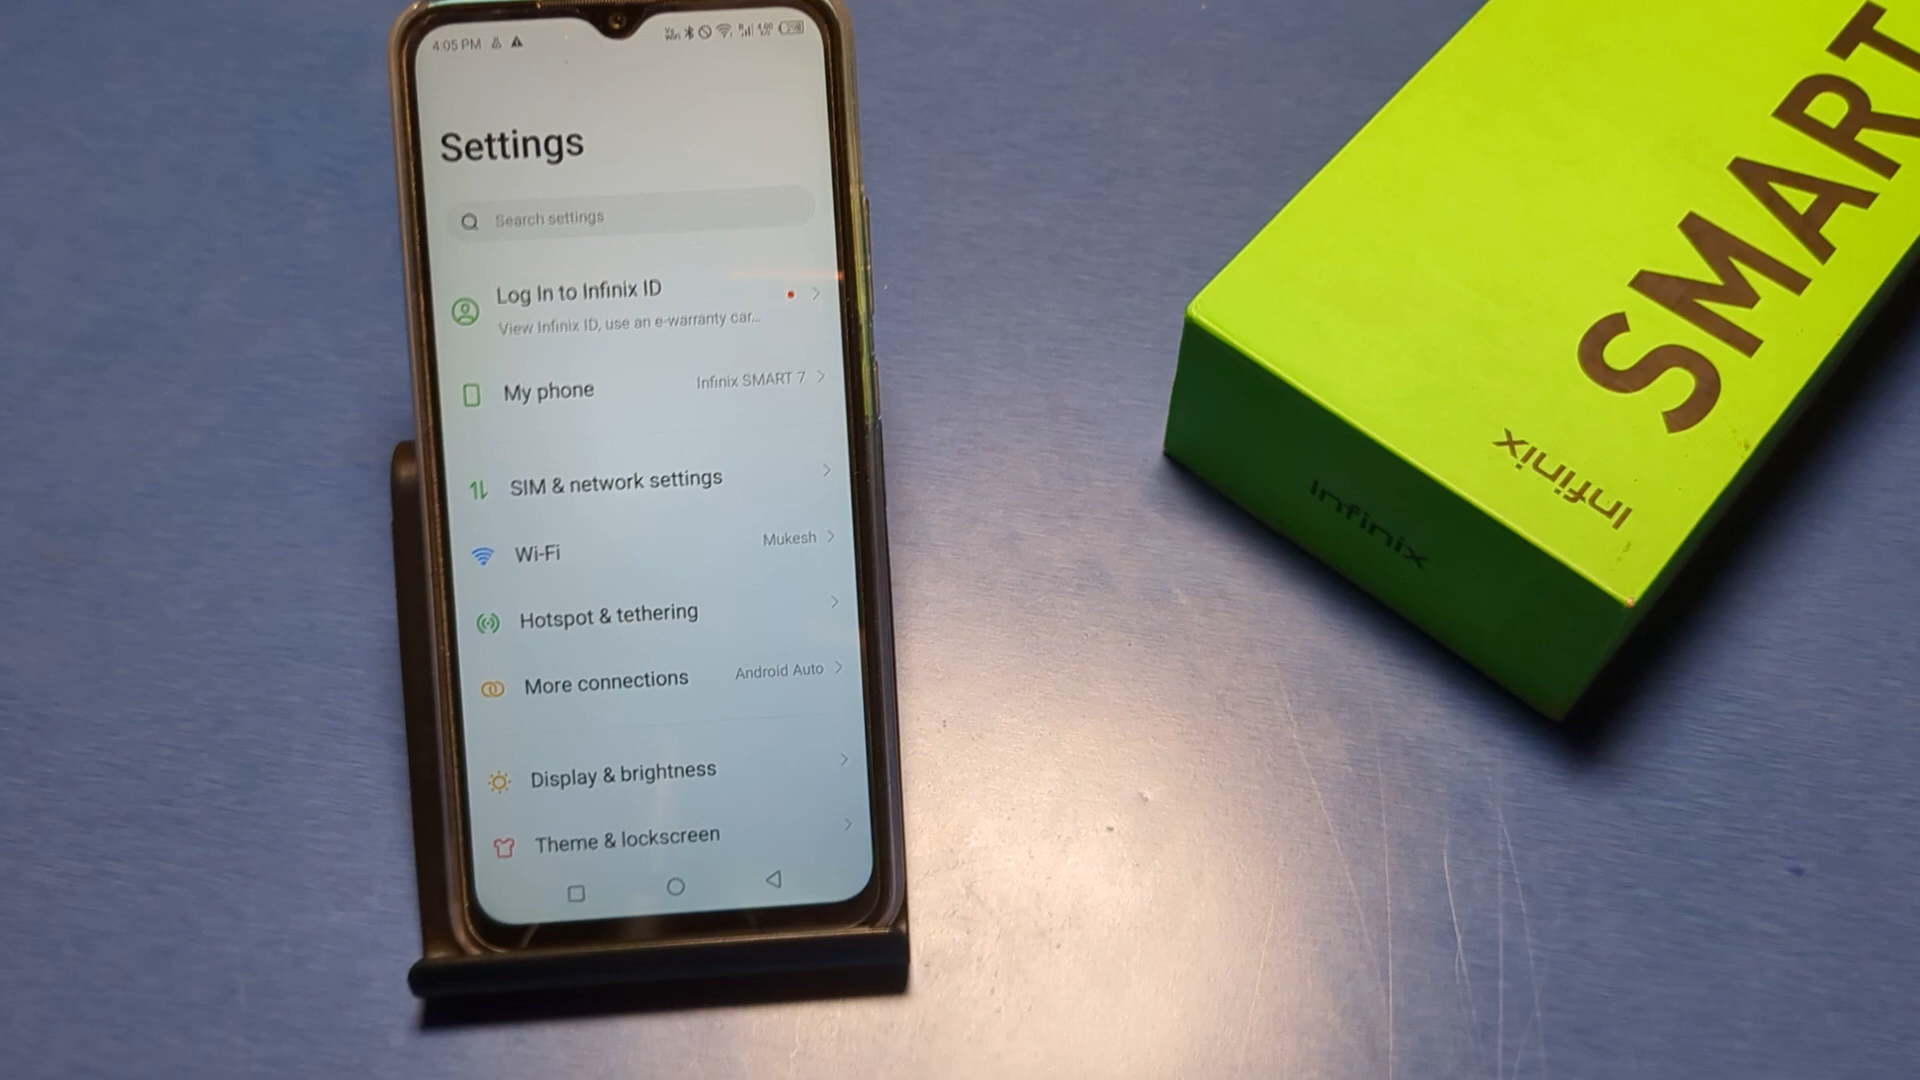 4:05 PM
Settings
Search settings
Log In to Infinix ID
View Infinix ID, use an e-warranty car...
My phone
Infinix SMART 7
SIM & network settings
Wi-Fi
Mukesh
Hotspot & tethering
More connections
Android Auto
Display & brightness
Theme & lockscreen
SMART
Infinix
Infinix